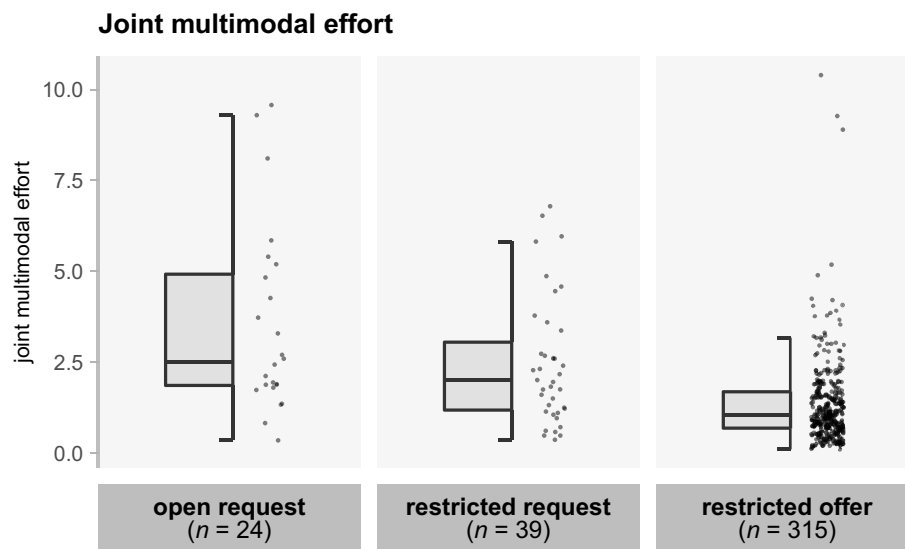 Joint multimodal effort
joint multimodal effort
10.0
7.5
5.0
2.5
0.0
open request
(n = 24)
restricted request
(n = 39)
restricted offer
(n = 315)